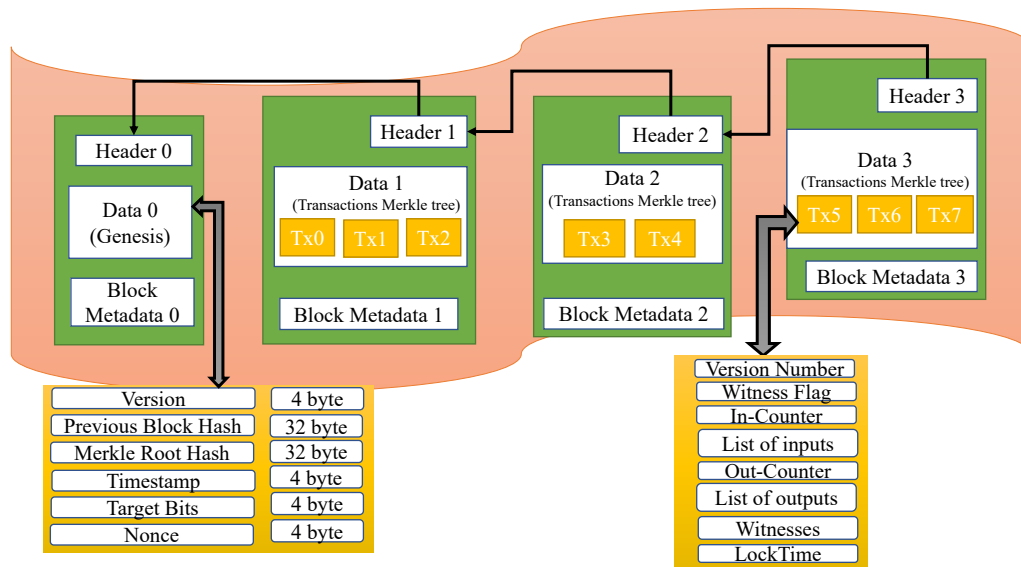 Header 0
Data 0
(Genesis)
Block
Metadata 0
Header 1
Data 1
(Transactions Merkle tree)
Tx0 Tx1 Tx2
Block Metadata 1
Header 2
Data 2
(Transactions Merkle tree)
Tx3 Tx4
Block Metadata 2
Header 3
Data 3
(Transactions Merkle tree)
Tx5 Tx6 Tx7
Block Metadata 3
Version 4 byte
Previous Block Hash 32 byte
Merkle Root Hash 32 byte
Timestamp 4 byte
Target Bits 4 byte
Nonce 4 byte
Version Number
Witness Flag
In-Counter
List of inputs
Out-Counter
List of outputs
Witnesses
LockTime